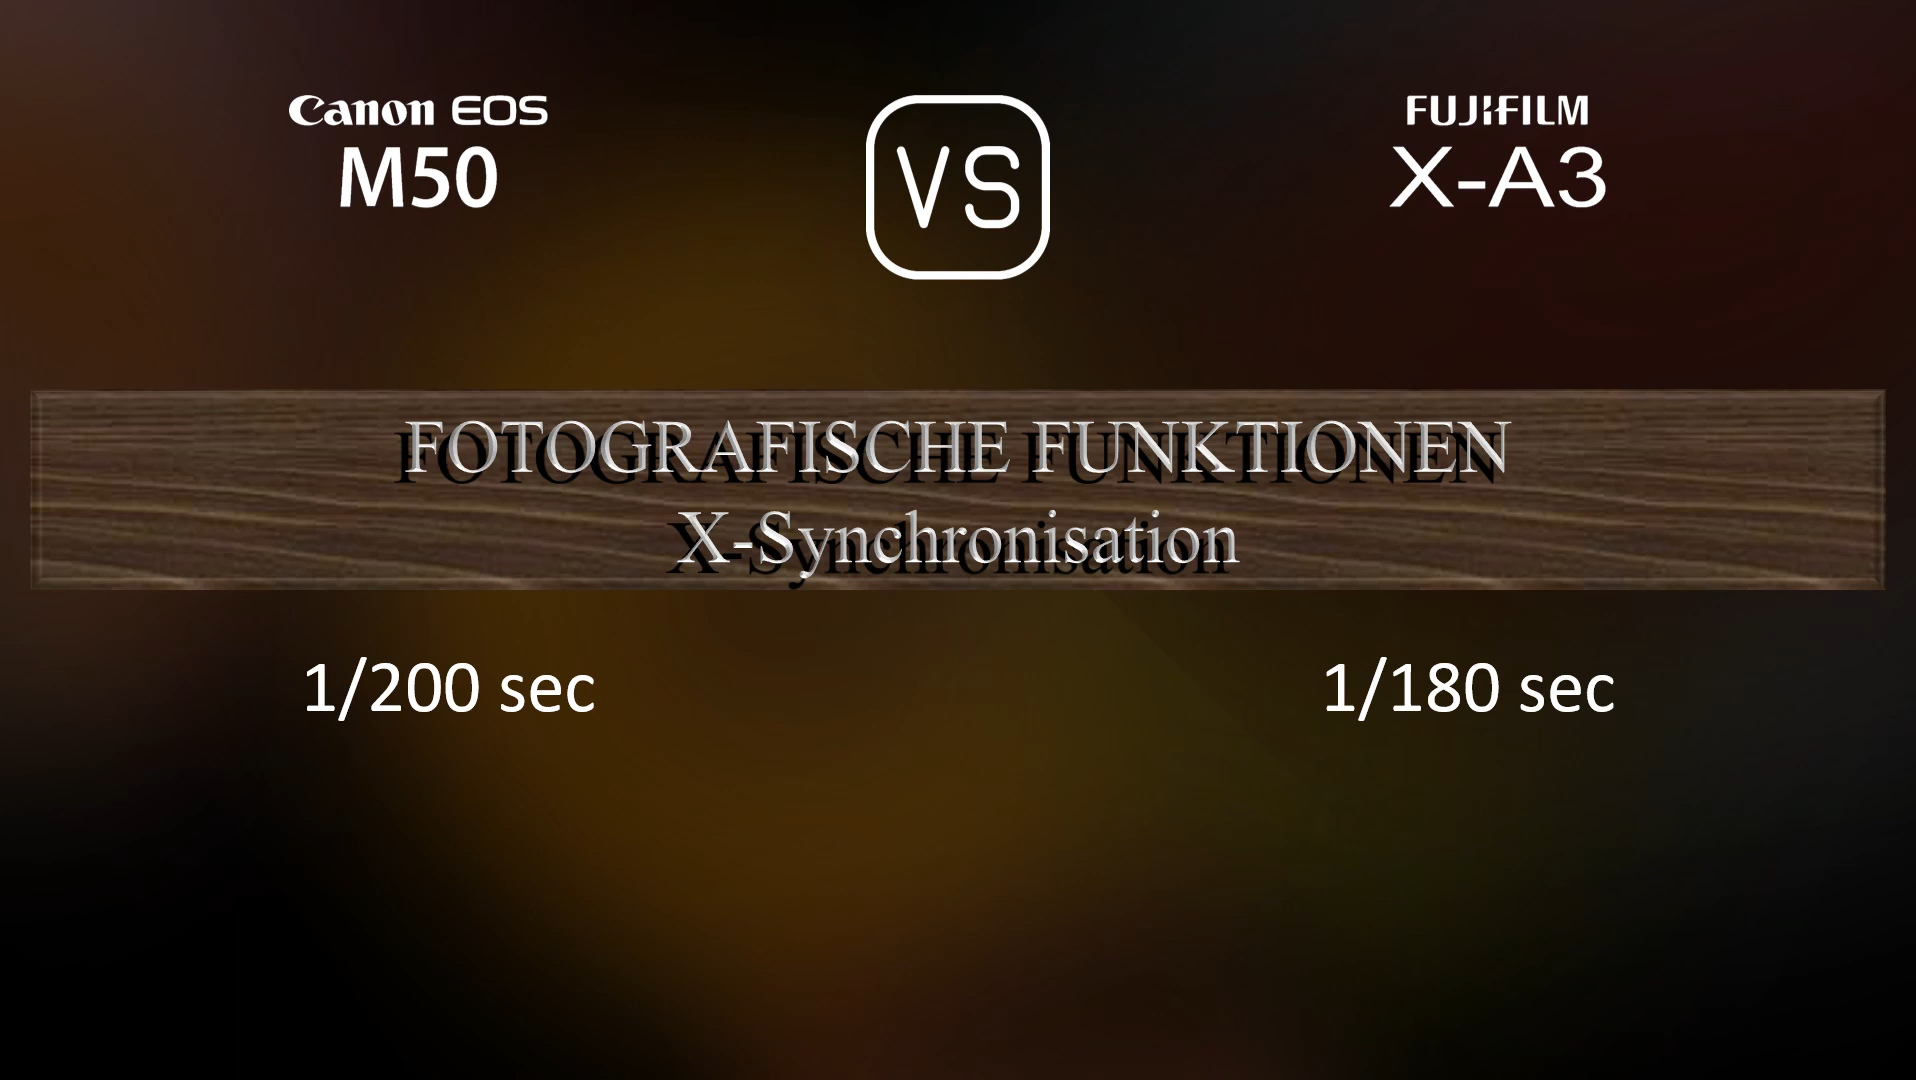 Canon EOS
M50
VS
FUJIFILM
X-A3
FOTOGRAFISCHE FUNKTIONEN
X-Synchronisation
1/200 sec
1/180 sec